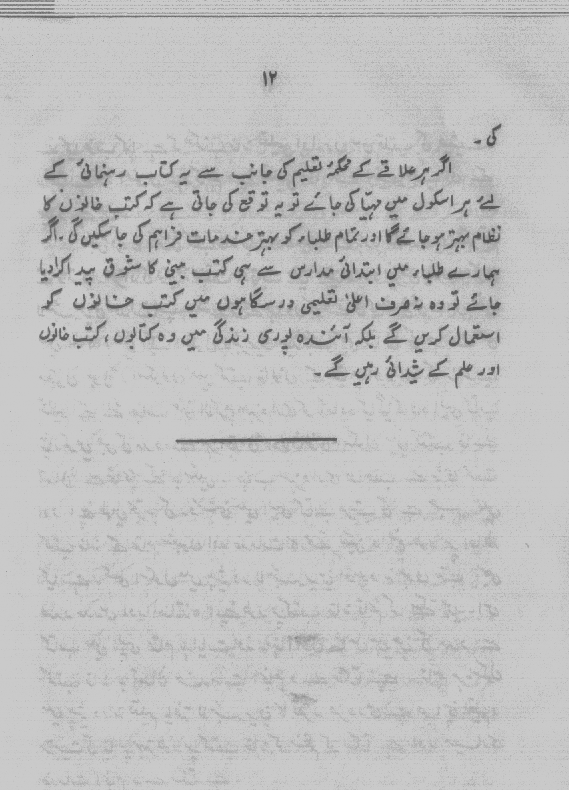 ۱۲
کی ۔
اگر ہر علاقے کے محکمۂ تعلیم کی جانب سے یہ کتاب رہنمائی کے
لئے ہر اسکول میں مہیّا کی جائے تو یہ توقع کی جاتی ہے کہ کتب خانوں کا
نظام بہتر ہو جائے گا اور تمام طلباء کو بہتر خدمات فراہم کی جا سکیں گی ۔ اگر
ہمارے طلباء میں ابتدائی مدارس سے ہی کتب بینی کا شوق پیدا کرا دیا
جائے تو وہ نہ صرف اعلیٰ تعلیمی درسگاہوں میں کتب خانوں کو
استعمال کریں گے بلکہ آئندہ پوری زندگی میں وہ کتابوں ، کتب خانوں
اور علم کے شیدائی رہیں گے ۔